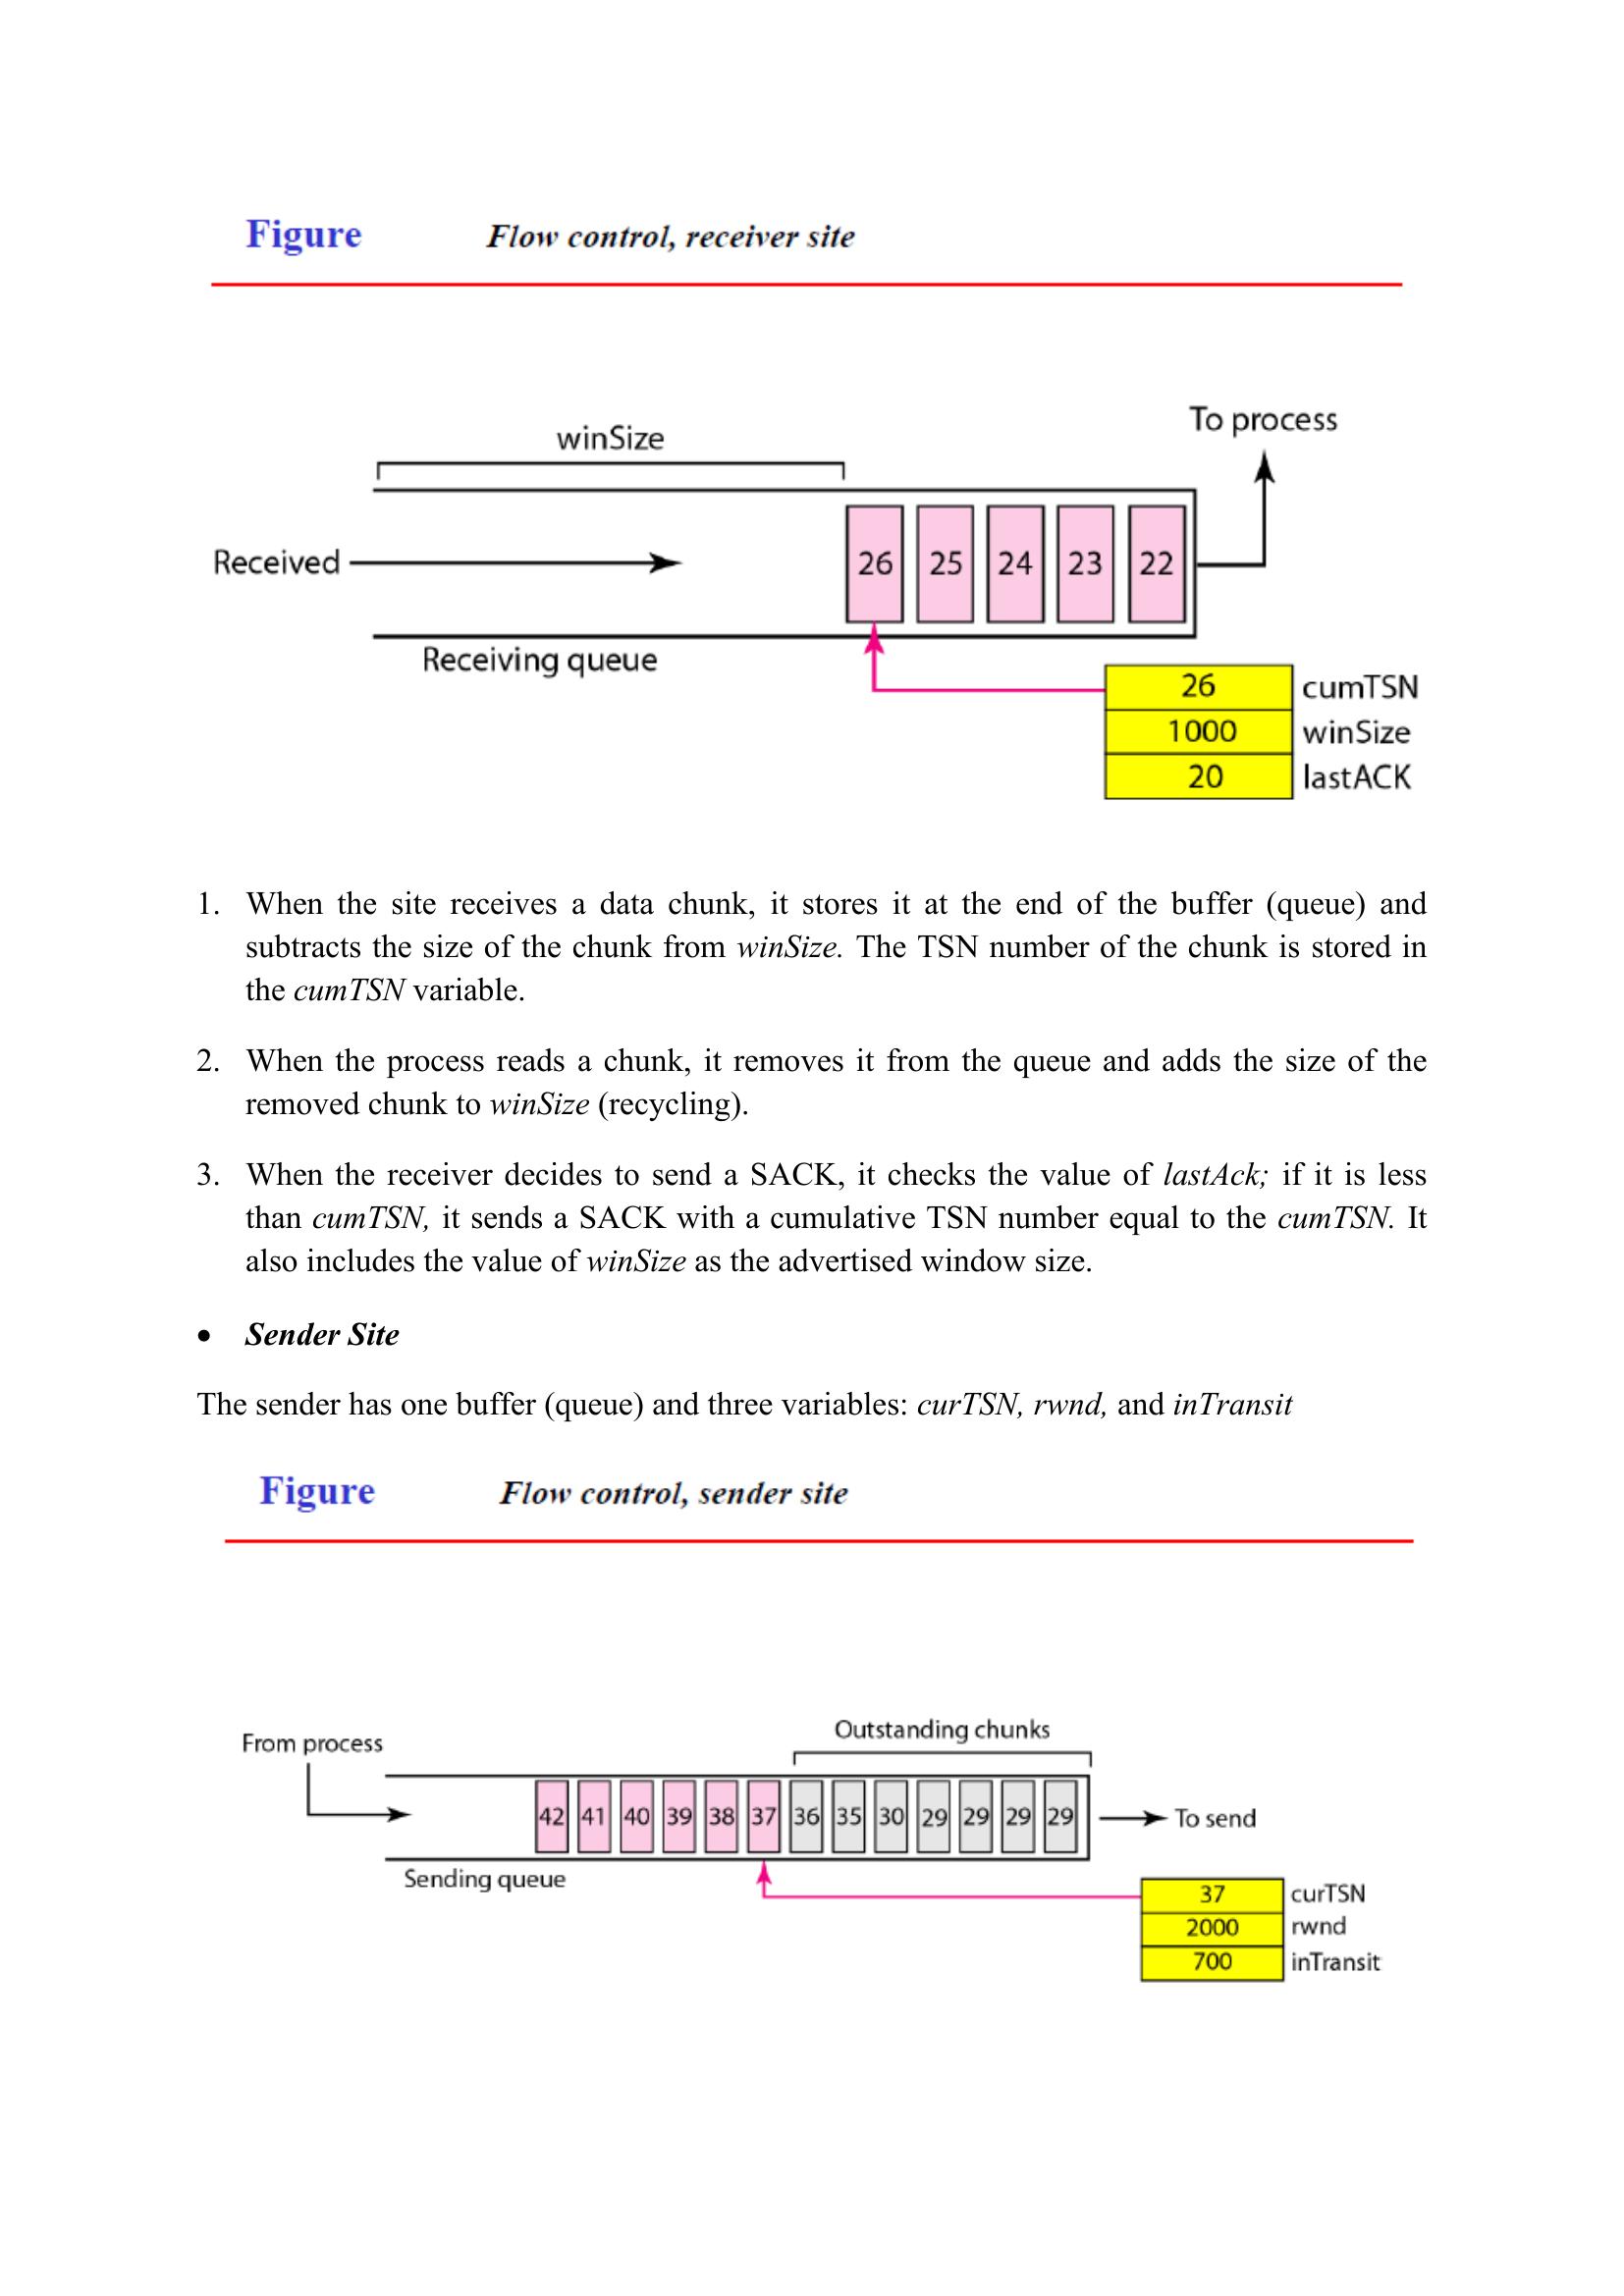 Figure Flow control, receiver site
To process
winSize
Received
26 25 24 23 22
Receiving queue
26 cumTSN
1000 winSize
20 lastACK
1. When the site receives a data chunk, it stores it at the end of the buffer (queue) and
subtracts the size of the chunk from winSize. The TSN number of the chunk is stored in
the cumTSN variable.
2. When the process reads a chunk, it removes it from the queue and adds the size of the
removed chunk to winSize (recycling).
3. When the receiver decides to send a SACK, it checks the value of lastAck; if it is less
than cumTSN, it sends a SACK with a cumulative TSN number equal to the cumTSN. It
also includes the value of winSize as the advertised window size.
• Sender Site
The sender has one buffer (queue) and three variables: curTSN, rwnd, and inTransit
Figure Flow control, sender site
Outstanding chunks
From process
42 41 40 39 38 37 36 35 30 29 29 29 29
To send
Sending queue
37 curTSN
2000 rwnd
700 inTransit